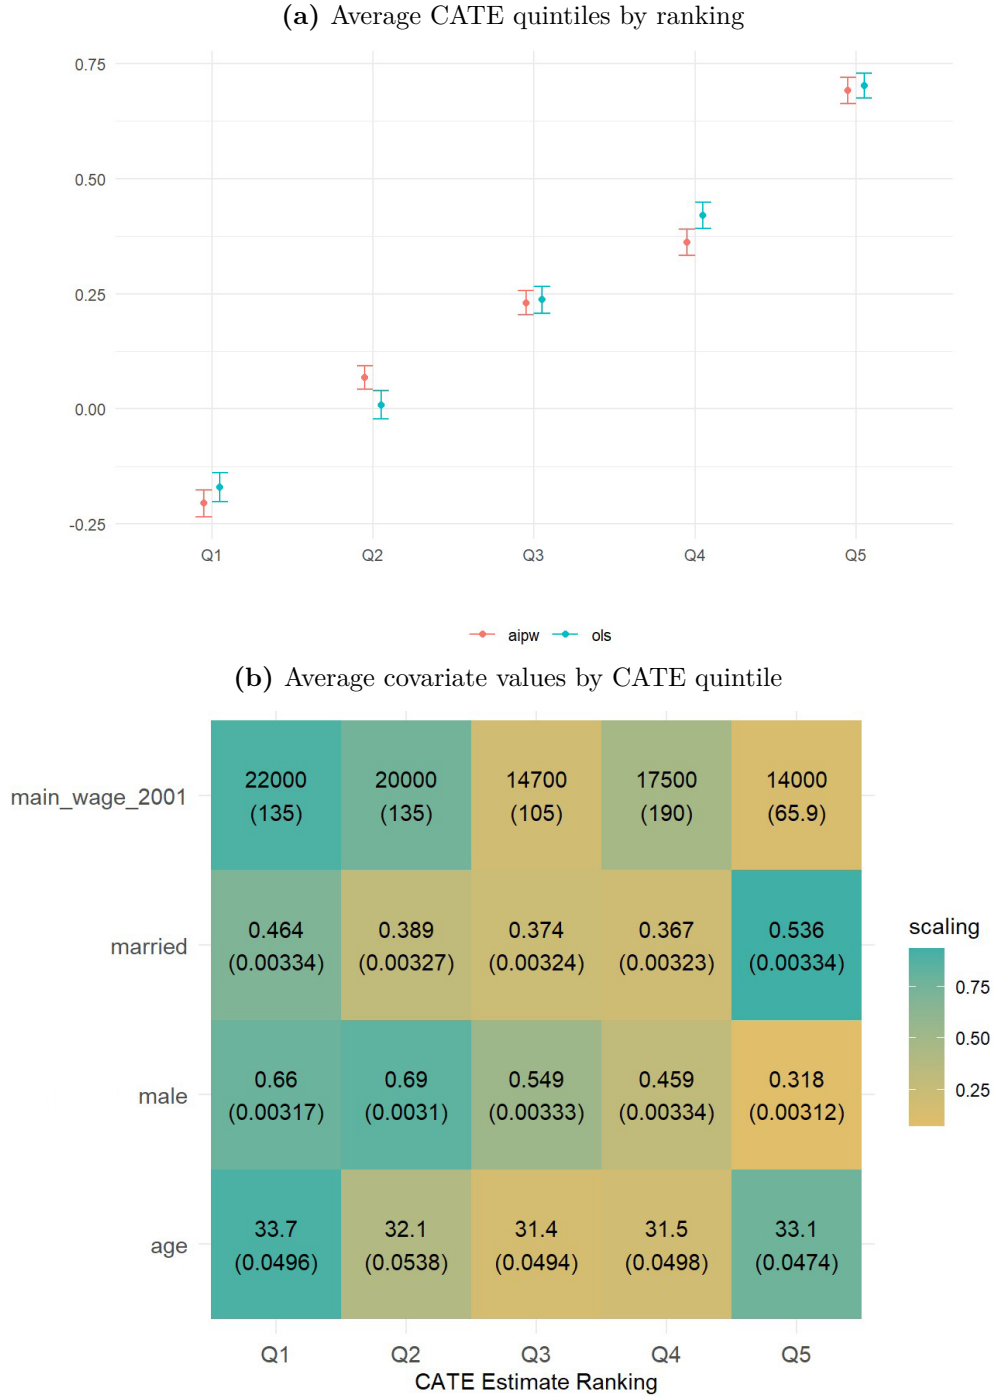 (a) Average CATE quintiles by ranking
0.75
0.50
0.25
0.00
-0.25
Q1 Q2 Q3 Q4 Q5
aipw ols
(b) Average covariate values by CATE quintile
main_wage_2001 22000 20000 14700 17500 14000
(135) (135) (105) (190) (65.9)
married 0.464 0.389 0.374 0.367 0.536
(0.00334) (0.00327) (0.00324) (0.00323) (0.00334)
male 0.66 0.69 0.549 0.459 0.318
(0.00317) (0.0031) (0.00333) (0.00334) (0.00312)
age 33.7 32.1 31.4 31.5 33.1
(0.0496) (0.0538) (0.0494) (0.0498) (0.0474)
scaling
0.75
0.50
0.25
Q1 Q2 Q3 Q4 Q5
CATE Estimate Ranking